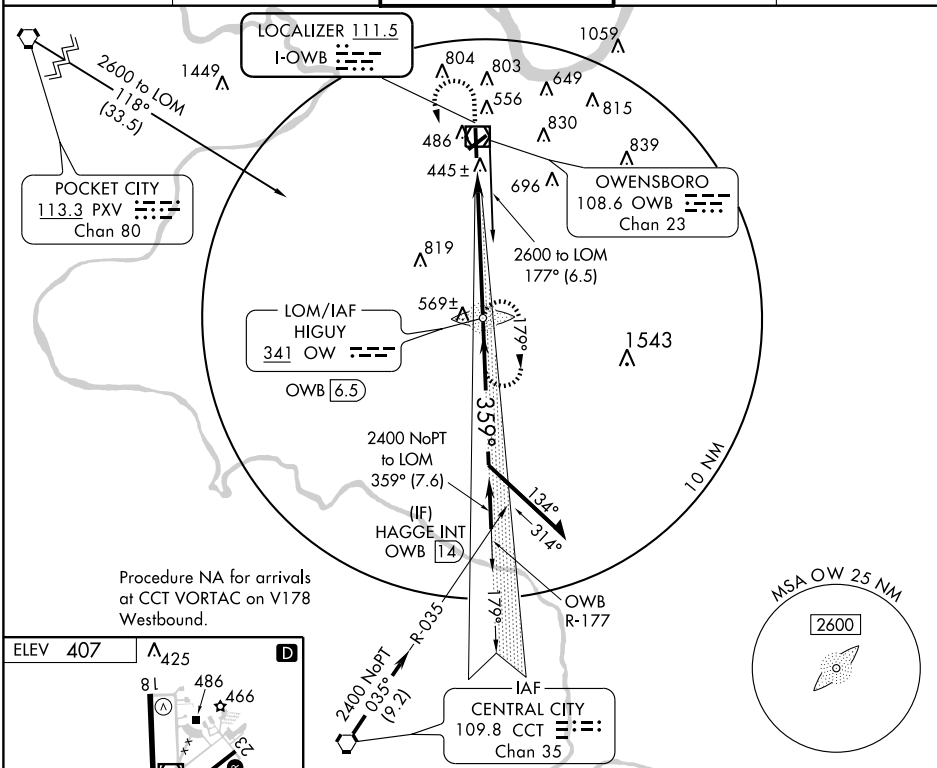 LOCALIZER 111.5
I-OWB
1059
804
803
1449
649
556
815
2600 to LOM
118°
(33.5)
486
830
839
445±
696
POCKET CITY
113.3 PXV
Chan 80
OWENSBORO
108.6 OWB
Chan 23
819
2600 to LOM
177° (6.5)
569±
LOM/IAF
HIGUY
341 OW
179°
1543
OWB 6.5
359°
2400 NoPT
to LOM
359° (7.6)
10 NM
134°
314°
(IF)
HAGGE INT
OWB 14
Procedure NA for arrivals
at CCT VORTAC on V178
Westbound.
179°
OWB
R-177
MSA OW 25 NM
2600
R-035
2400 NoPT
035°
(9.2)
IAF
CENTRAL CITY
109.8 CCT
Chan 35
ELEV 407
425
D
18
486
466
V
23